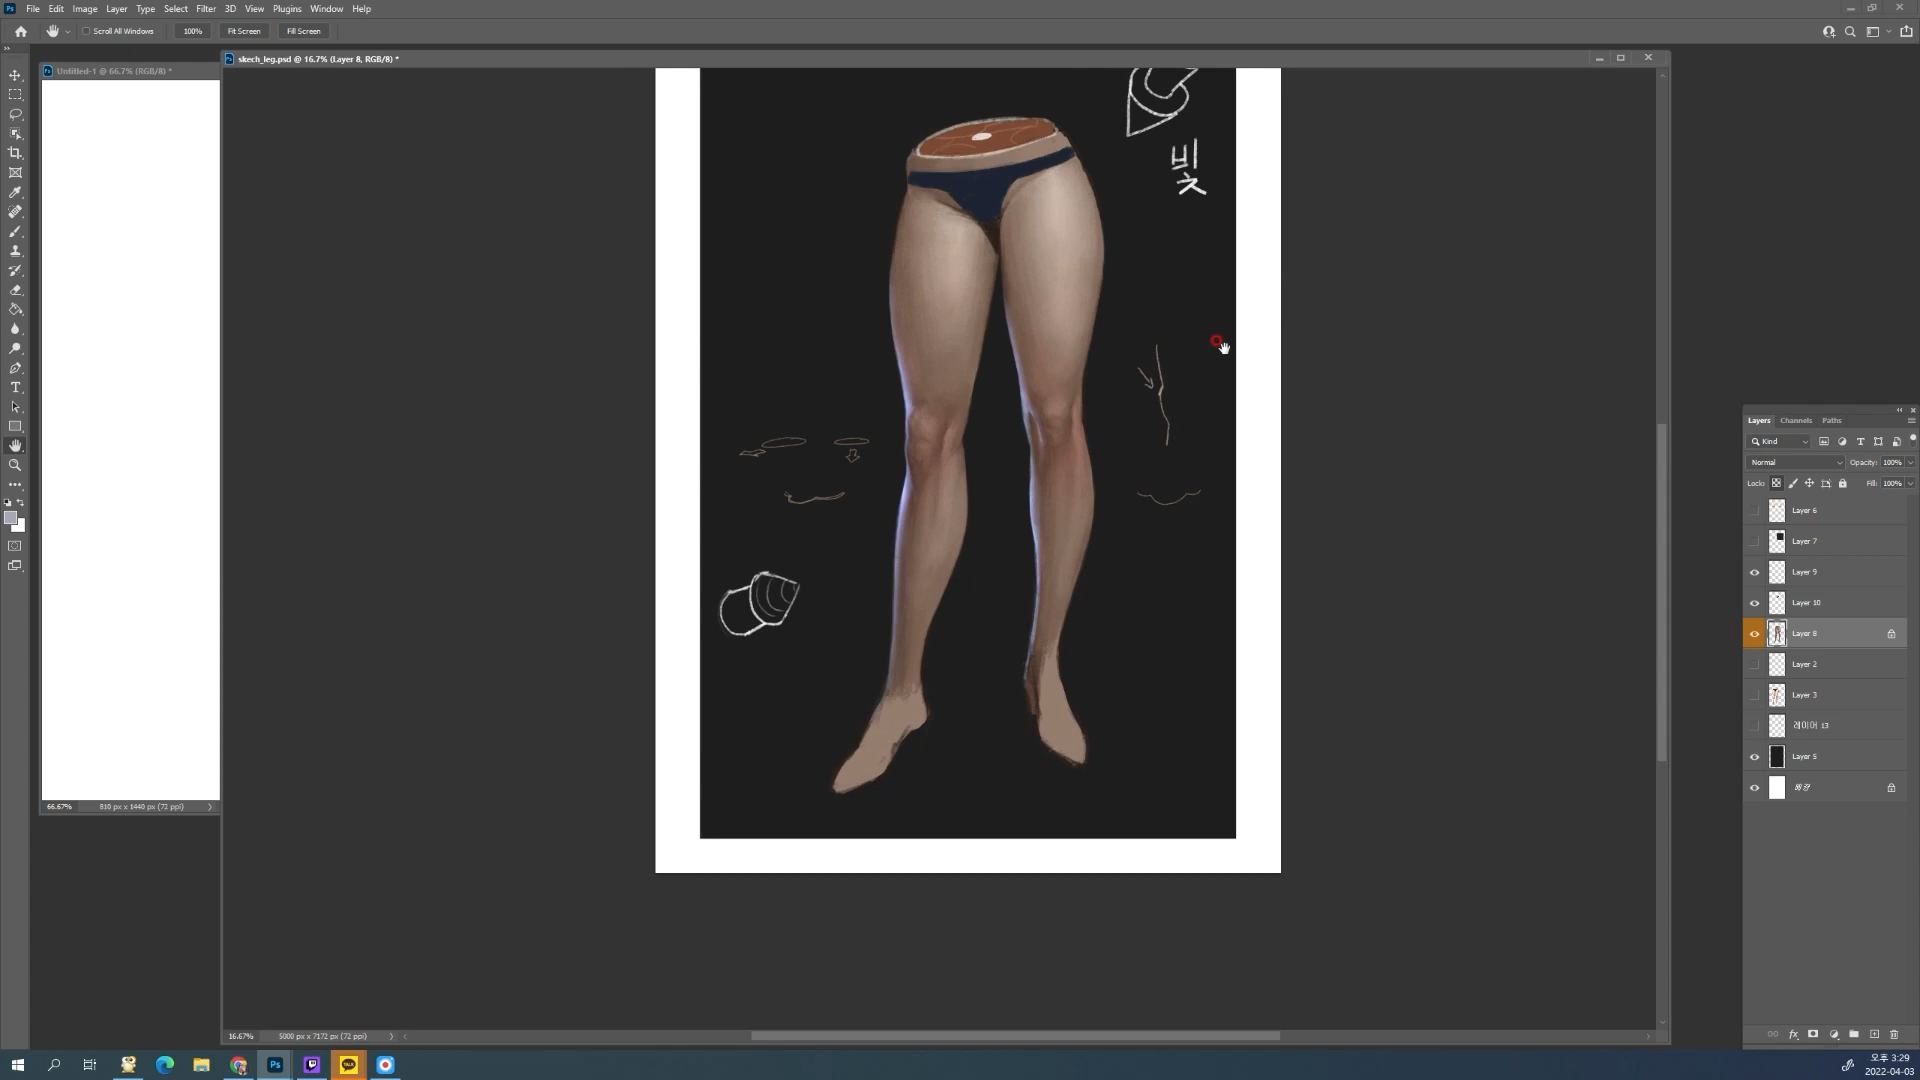 File Edit Image Layer Type Select Filter 3D View Plugins Window Help
Scroll All Windows 100% Fit Screen Fill Screen
Untitled-1 @ 66.7% (RGB/8) *
skech_leg.psd @ 16.7% (Layer 8, RGB/8) *
빛
Layers Channels Paths
Kind
Normal Opacity: 100%
Lock: Fill: 100%
Layer 6
Layer 7
Layer 9
Layer 10
Layer 8
Layer 2
Layer 3
레이어 13
Layer 5
배경
66.67% 810 px x 1440 px (72 ppi)
16.67% 5000 px x 7172 px (72 ppi)
Ps
TALK
오후 3:29
2022-04-03